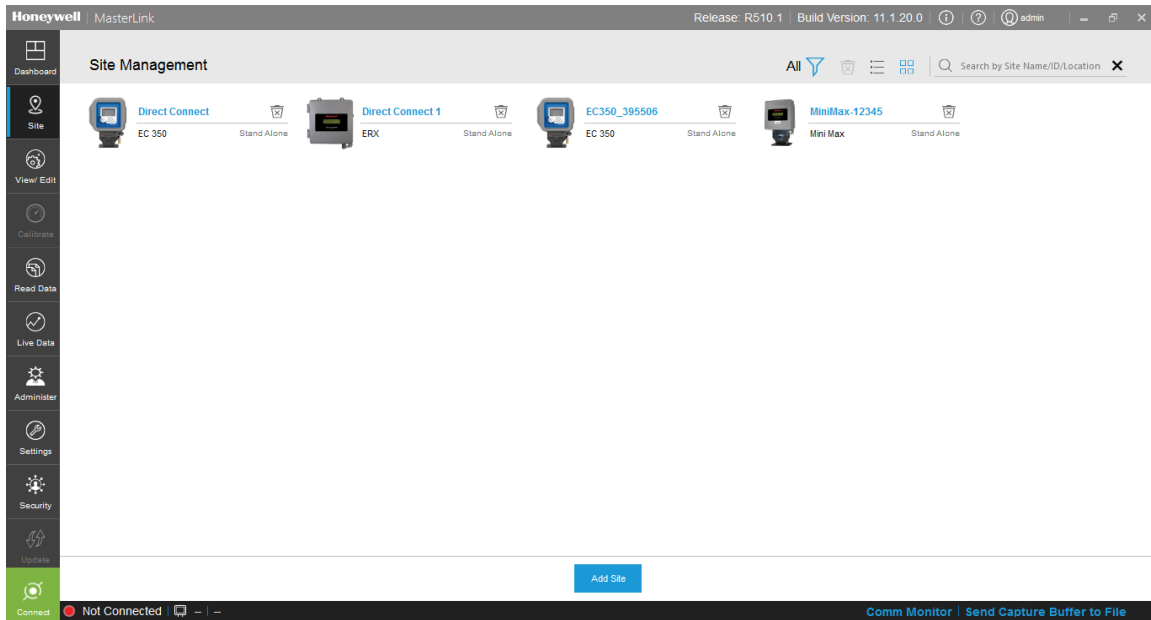 Honeywell | MasterLink
Release: R510.1 | Build Version: 11.1.20.0
admin
Dashboard
Site
View/ Edit
Calibrate
Read Data
Live Data
Administer
Settings
Security
Update
Connect
Site Management
All
Search by Site Name/ID/Location
Direct Connect
EC 350 Stand Alone
Direct Connect 1
ERX Stand Alone
EC350_395506
EC 350 Stand Alone
MiniMax-12345
Mini Max Stand Alone
Add Site
Not Connected | -- | --
Comm Monitor | Send Capture Buffer to File